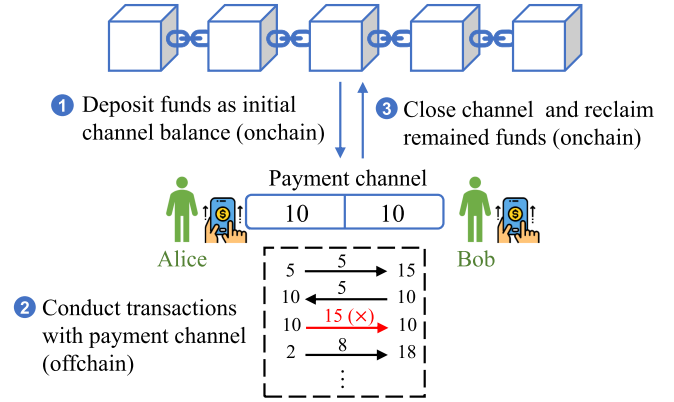 1 Deposit funds as initial
channel balance (onchain)
3 Close channel and reclaim
remained funds (onchain)
Payment channel
10 10
$ $
Alice Bob
2 Conduct transactions
with payment channel
(offchain)
5 5 15
10 5 10
10 15 (×) 10
2 8 18
⋮